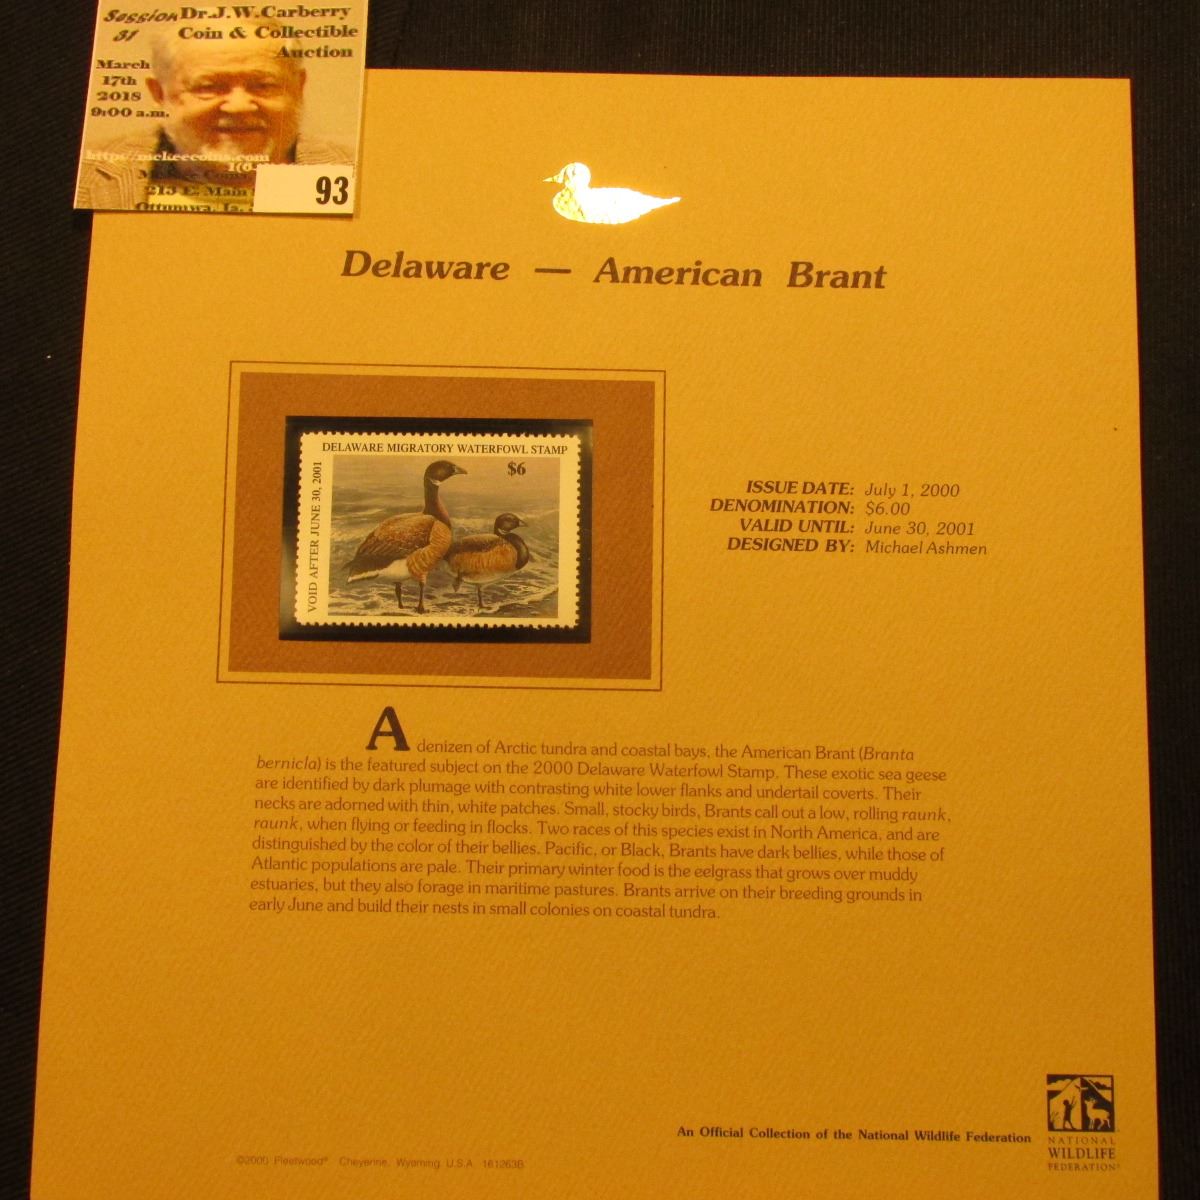 Session Dr.J.W.Carberry
31 Coin & Collectible
Auction
March
17th
2018
9:00 a.m.
https://mckeecoins.com
213 E. Main
Ottumwa, Ia.
93
Delaware — American Brant
DELAWARE MIGRATORY WATERFOWL STAMP
$6
VOID AFTER JUNE 30, 2001
ISSUE DATE: July 1, 2000
DENOMINATION: $6.00
VALID UNTIL: June 30, 2001
DESIGNED BY: Michael Ashmen
A denizen of Arctic tundra and coastal bays, the American Brant (Branta
bernicla) is the featured subject on the 2000 Delaware Waterfowl Stamp. These exotic sea geese
are identified by dark plumage with contrasting white lower flanks and undertail coverts. Their
necks are adorned with thin, white patches. Small, stocky birds, Brants call out a low, rolling raunk,
raunk, when flying or feeding in flocks. Two races of this species exist in North America, and are
distinguished by the color of their bellies. Pacific, or Black, Brants have dark bellies, while those of
Atlantic populations are pale. Their primary winter food is the eelgrass that grows over muddy
estuaries, but they also forage in maritime pastures. Brants arrive on their breeding grounds in
early June and build their nests in small colonies on coastal tundra.
An Official Collection of the National Wildlife Federation
NATIONAL
WILDLIFE
FEDERATION®
©2000 Fleetwood® Cheyenne, Wyoming U.S.A. 161263B